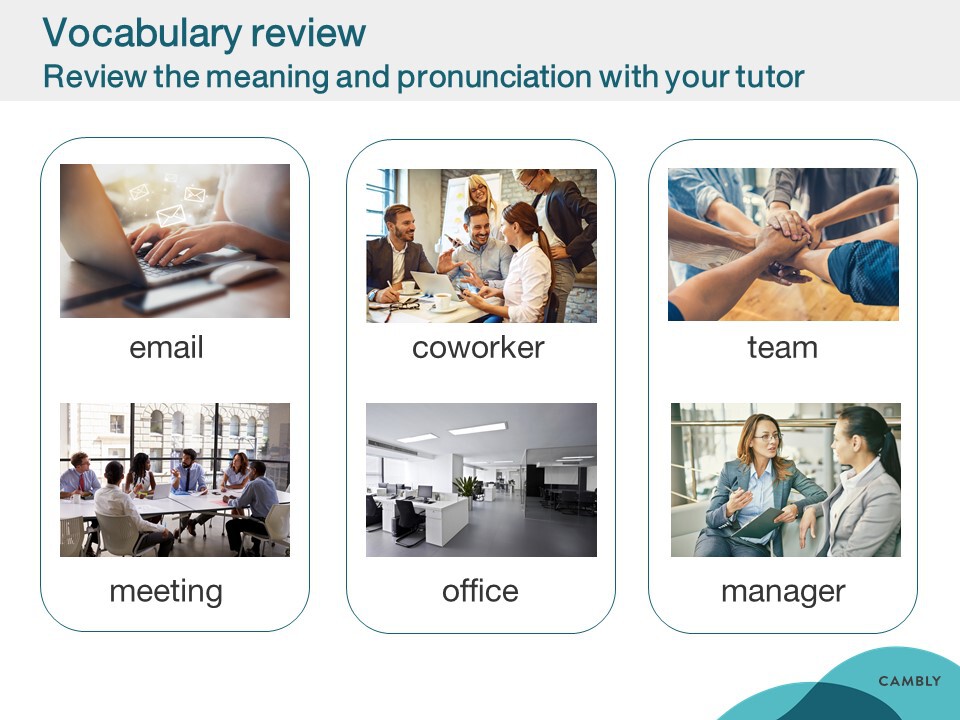 Vocabulary review
Review the meaning and pronunciation with your tutor
email
coworker
team
meeting
office
manager
CAMBLY